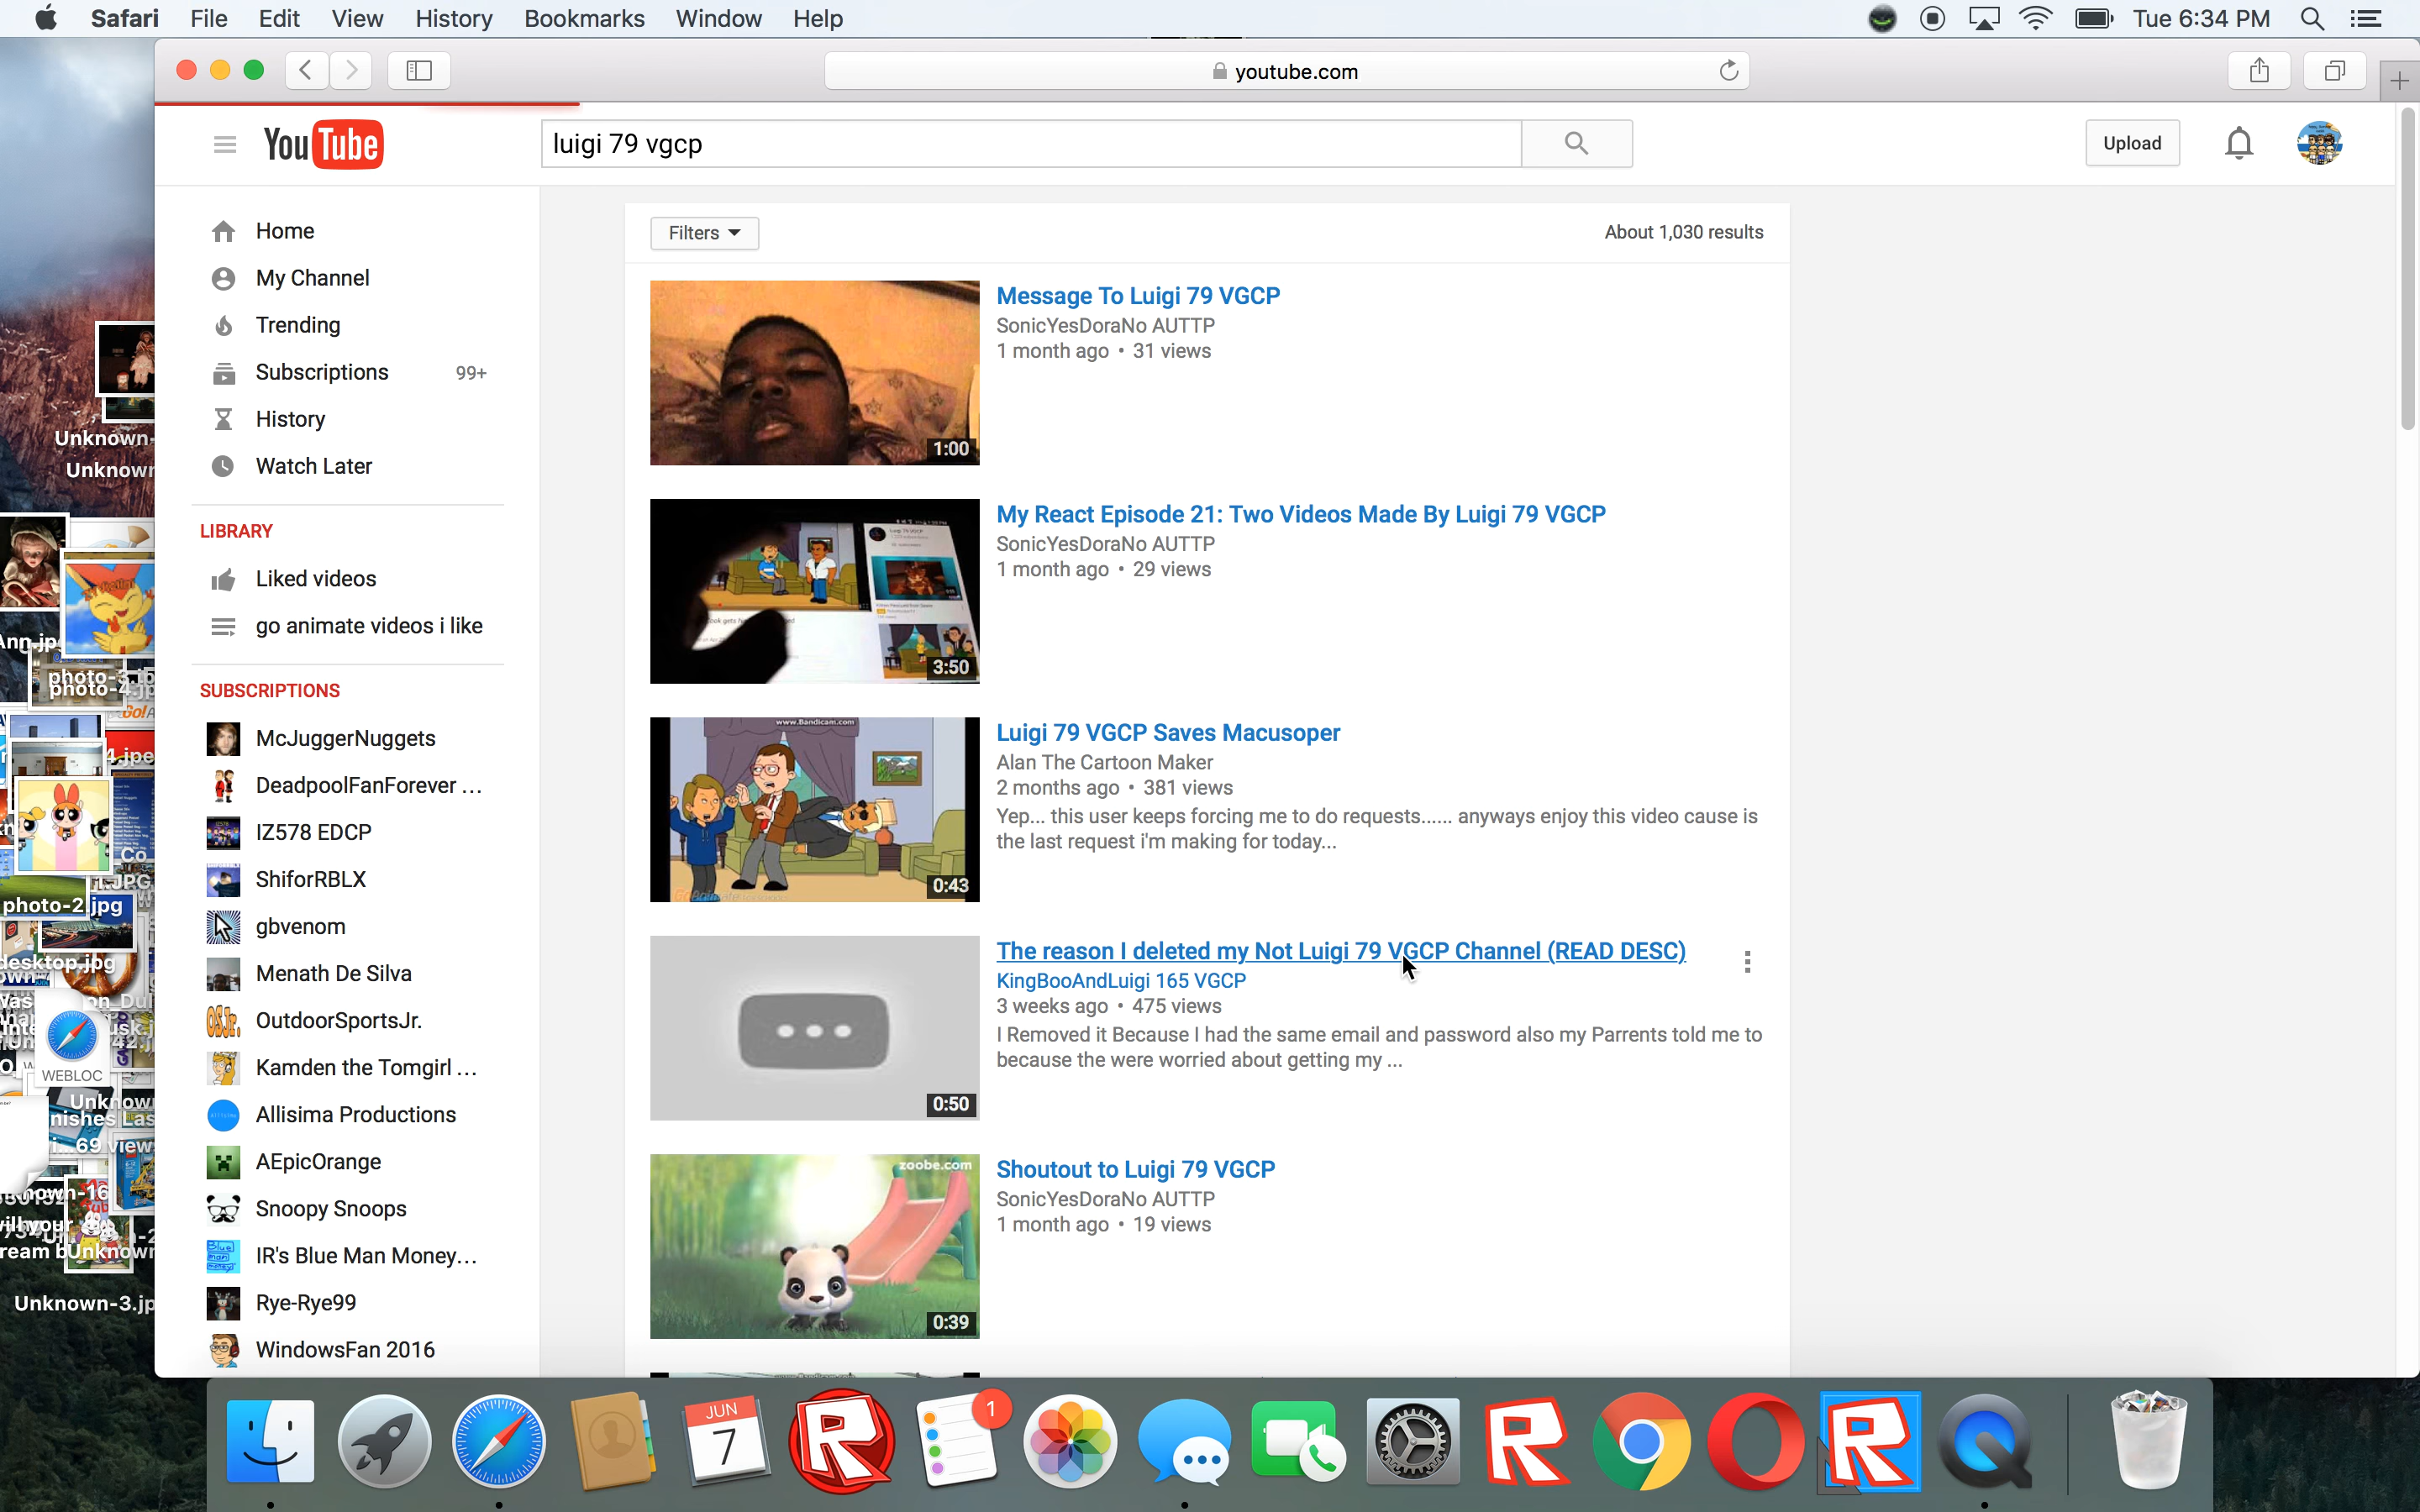 Safari File Edit View History Bookmarks Window Help Tue 6:34 PM
youtube.com
YouTube
luigi 79 vgcp
Upload
Home
My Channel
Trending
Subscriptions 99+
History
Watch Later
LIBRARY
Liked videos
go animate videos i like
SUBSCRIPTIONS
McJuggerNuggets
DeadpoolFanForever ...
IZ578 EDCP
ShiforRBLX
gbvenom
Menath De Silva
OutdoorSportsJr.
Kamden the Tomgirl ...
Allisima Productions
AEpicOrange
Snoopy Snoops
IR's Blue Man Money...
Rye-Rye99
WindowsFan 2016
Filters
About 1,030 results
1:00
Message To Luigi 79 VGCP
SonicYesDoraNo AUTTP
1 month ago • 31 views
3:50
My React Episode 21: Two Videos Made By Luigi 79 VGCP
SonicYesDoraNo AUTTP
1 month ago • 29 views
www.Bandicam.com
0:43
Luigi 79 VGCP Saves Macusoper
Alan The Cartoon Maker
2 months ago • 381 views
Yep... this user keeps forcing me to do requests...... anyways enjoy this video cause is
the last request i'm making for today...
0:50
The reason I deleted my Not Luigi 79 VGCP Channel (READ DESC)
KingBooAndLuigi 165 VGCP
3 weeks ago • 475 views
I Removed it Because I had the same email and password also my Parrents told me to
because the were worried about getting my ...
zoobe.com
0:39
Shoutout to Luigi 79 VGCP
SonicYesDoraNo AUTTP
1 month ago • 19 views
Unknown-
Unknown
photo-2.jpg
desktop.jpg
WEBLOC
Unknown-3.jp
JUN
7
1